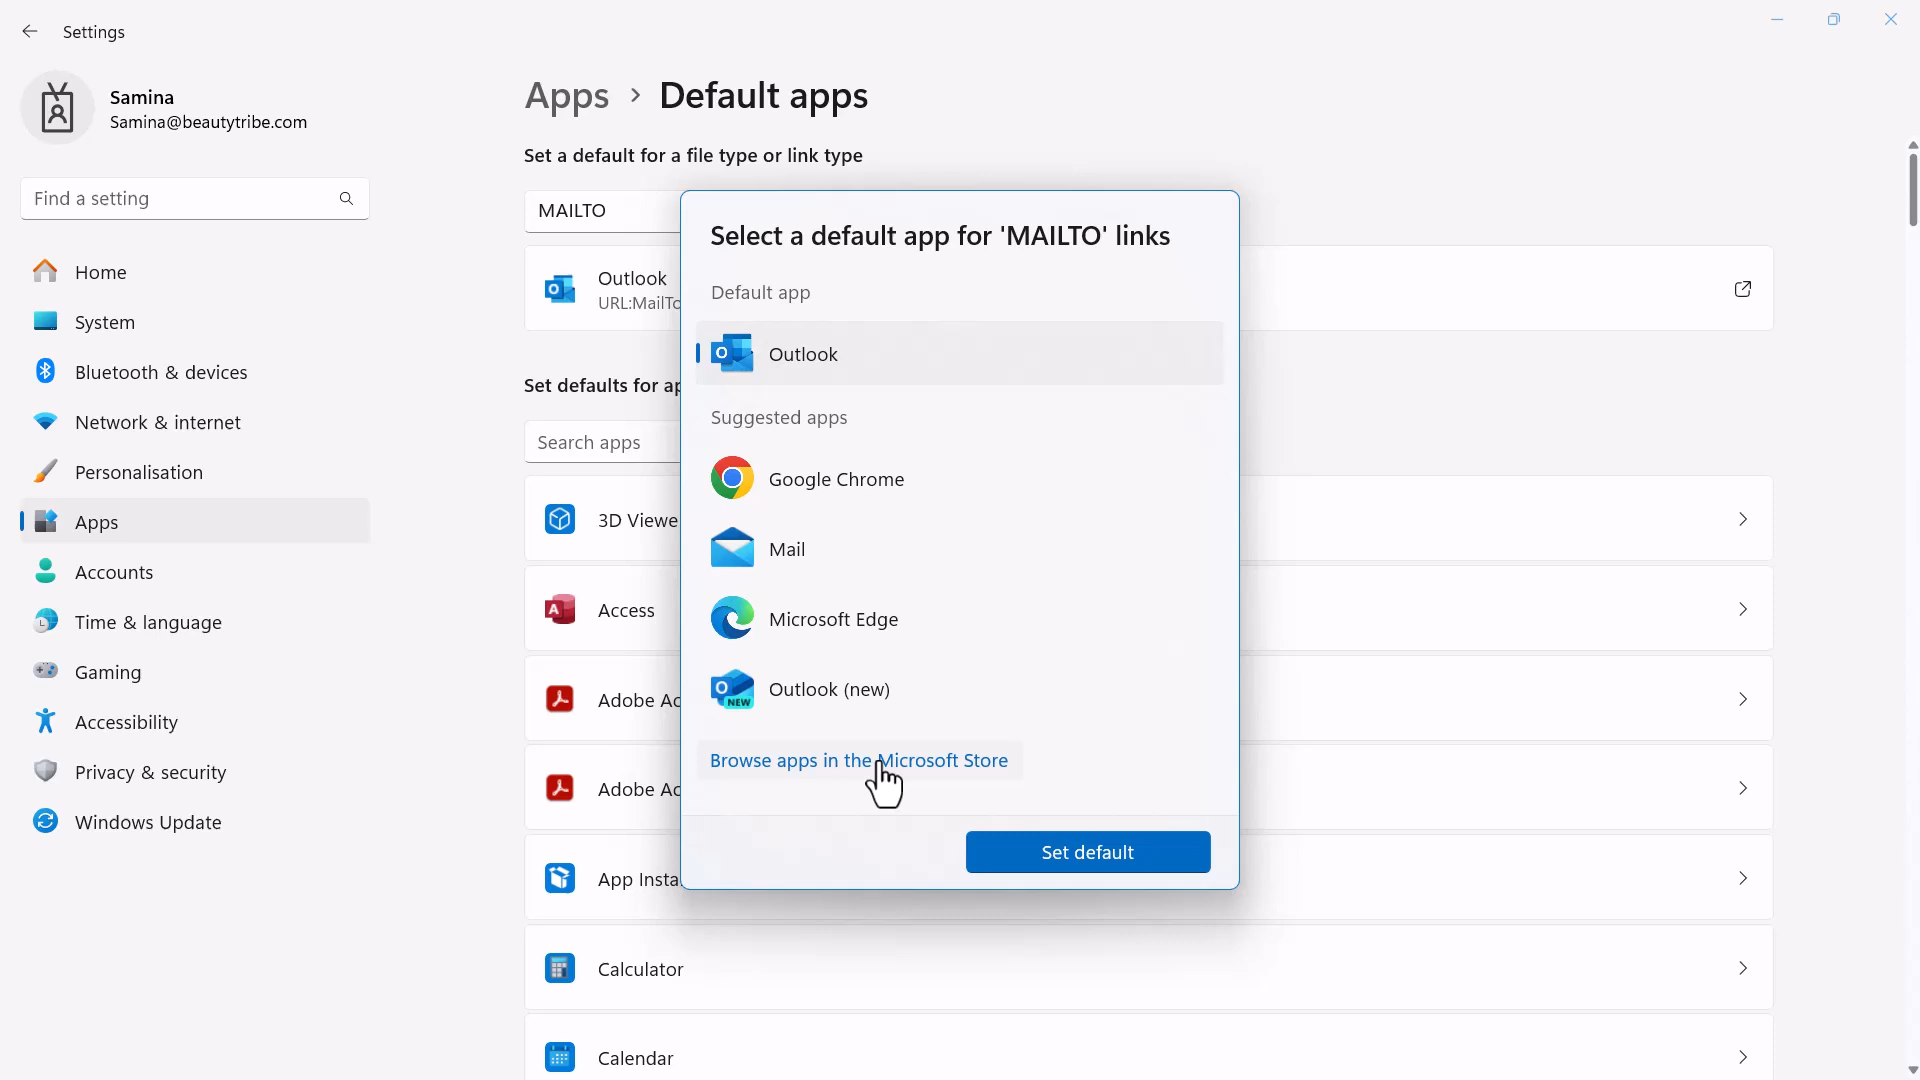 Settings
Samina
Samina@beautytribe.com
Find a setting
Home
System
Bluetooth & devices
Network & internet
Personalisation
Apps
Accounts
Time & language
Gaming
Accessibility
Privacy & security
Windows Update
Apps > Default apps
Set a default for a file type or link type
MAILTO
Outlook
URL:MailTo
Set defaults for ap
Search apps
3D Viewe
Access
Adobe Ac
Adobe Ac
App Insta
Calculator
Calendar
Select a default app for 'MAILTO' links
Default app
Outlook
Suggested apps
Google Chrome
Mail
Microsoft Edge
Outlook (new)
NEW
Browse apps in the Microsoft Store
Set default